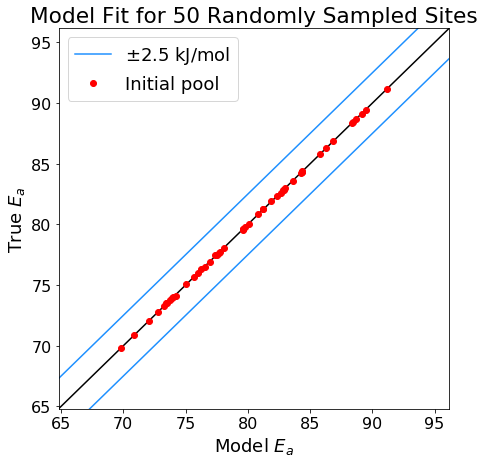 Model Fit for 50 Randomly Sampled Sites
±2.5 kJ/mol
Initial pool
True Eₐ
95
90
85
80
75
70
65
65 70 75 80 85 90 95
Model Eₐ